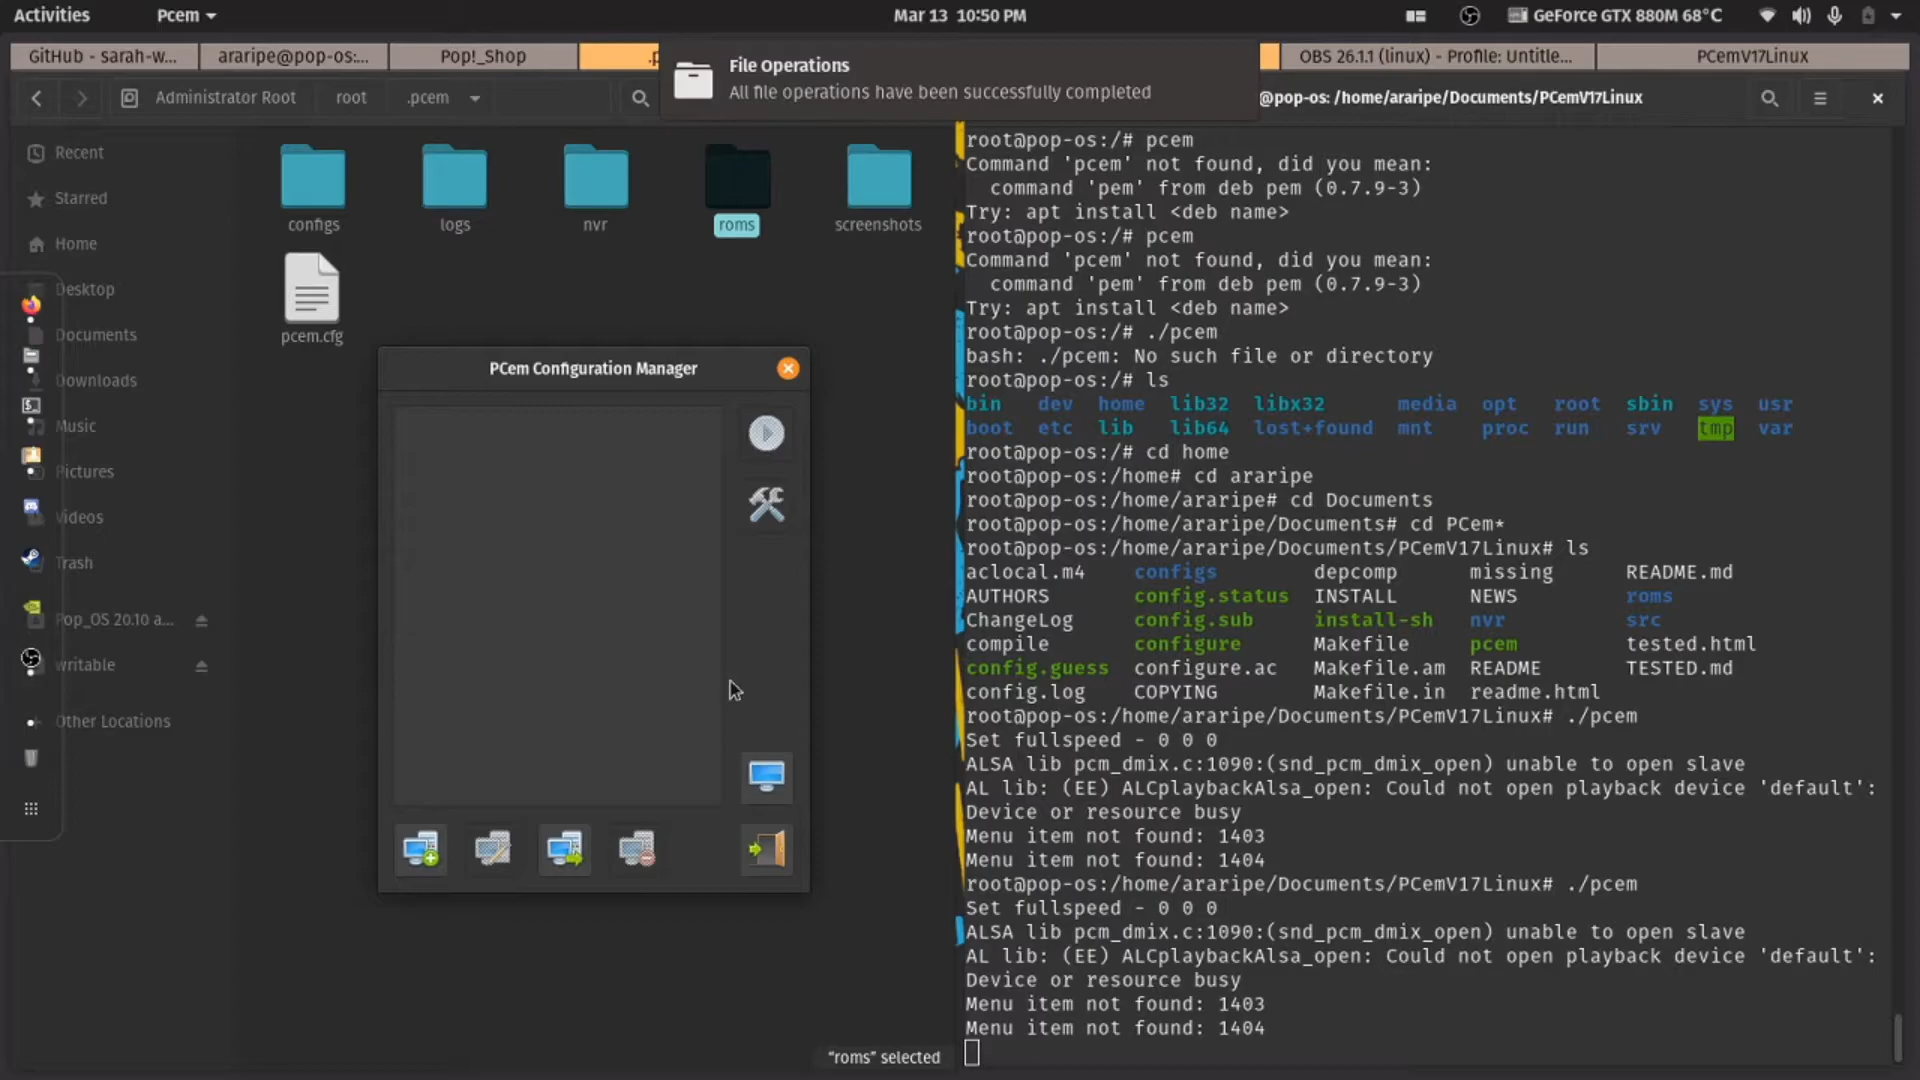 Activities
Pcem
Mar 13 10:50 PM
GeForce GTX 880M 68°C
GitHub - sarah-w...
araripe@pop-os:...
Pop!_Shop
OBS 26.1.1 (linux) - Profile: Untitle...
PCemV17Linux
File Operations
All file operations have been successfully completed
Administrator Root
root
.pcem
@pop-os: /home/araripe/Documents/PCemV17Linux
Recent
Starred
Home
Desktop
Documents
Downloads
Music
Pictures
Videos
Trash
Pop_OS 20.10 a...
writable
Other Locations
configs
logs
nvr
roms
screenshots
pcem.cfg
PCem Configuration Manager
"roms" selected
root@pop-os:/# pcem
Command 'pcem' not found, did you mean:
command 'pem' from deb pem (0.7.9-3)
Try: apt install <deb name>
root@pop-os:/# pcem
Command 'pcem' not found, did you mean:
command 'pem' from deb pem (0.7.9-3)
Try: apt install <deb name>
root@pop-os:/# ./pcem
bash: ./pcem: No such file or directory
root@pop-os:/# ls
bin dev home lib32 libx32 media opt root sbin sys usr
boot etc lib lib64 lost+found mnt proc run srv tmp var
root@pop-os:/# cd home
root@pop-os:/home# cd araripe
root@pop-os:/home/araripe# cd Documents
root@pop-os:/home/araripe/Documents# cd PCem*
root@pop-os:/home/araripe/Documents/PCemV17Linux# ls
aclocal.m4 configs depcomp missing README.md
AUTHORS config.status INSTALL NEWS roms
ChangeLog config.sub install-sh nvr src
compile configure Makefile pcem tested.html
config.guess configure.ac Makefile.am README TESTED.md
config.log COPYING Makefile.in readme.html
root@pop-os:/home/araripe/Documents/PCemV17Linux# ./pcem
Set fullspeed - 0 0 0
ALSA lib pcm_dmix.c:1090:(snd_pcm_dmix_open) unable to open slave
AL lib: (EE) ALCplaybackAlsa_open: Could not open playback device 'default':
Device or resource busy
Menu item not found: 1403
Menu item not found: 1404
root@pop-os:/home/araripe/Documents/PCemV17Linux# ./pcem
Set fullspeed - 0 0 0
ALSA lib pcm_dmix.c:1090:(snd_pcm_dmix_open) unable to open slave
AL lib: (EE) ALCplaybackAlsa_open: Could not open playback device 'default':
Device or resource busy
Menu item not found: 1403
Menu item not found: 1404